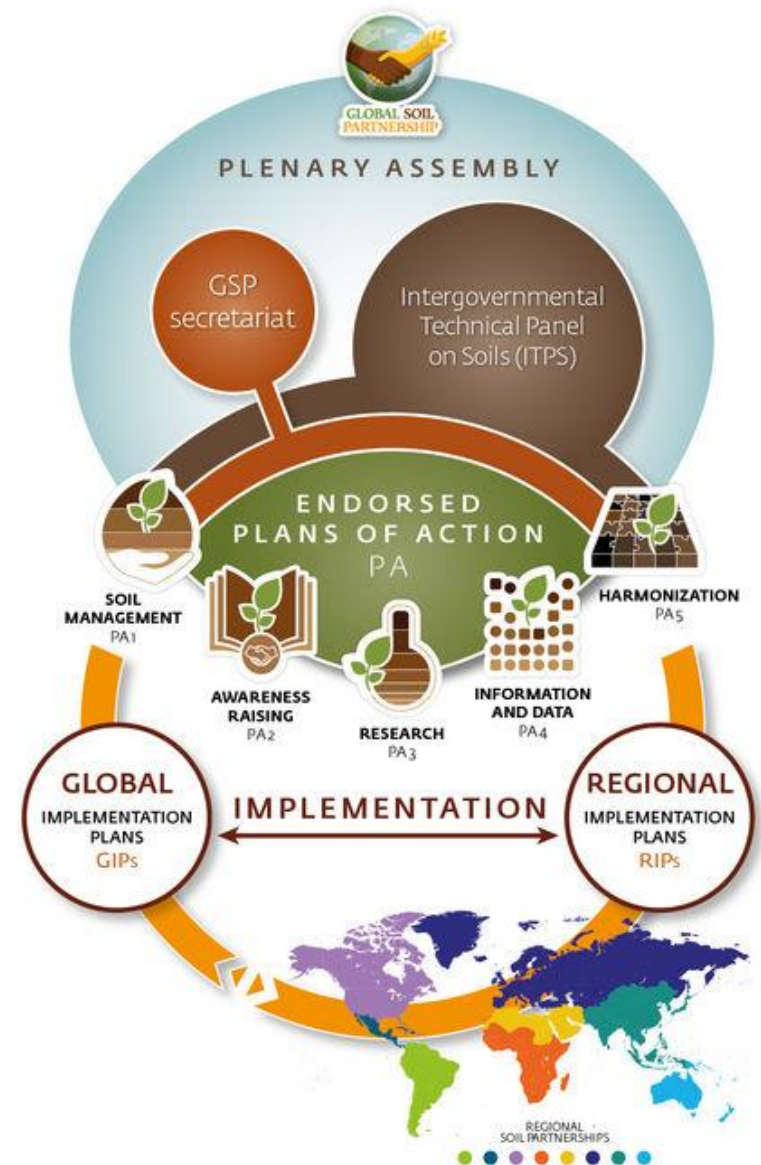 GLOBAL SOIL
PARTNERSHIP
PLENARY ASSEMBLY
GSP
secretariat
Intergovernmental
Technical Panel
on Soils (ITPS)
ENDORSED
PLANS OF ACTION
PA
SOIL
MANAGEMENT
PA1
AWARENESS
RAISING
PA2
RESEARCH
PA3
INFORMATION
AND DATA
PA4
HARMONIZATION
PA5
GLOBAL
IMPLEMENTATION
PLANS
GIPs
IMPLEMENTATION
REGIONAL
IMPLEMENTATION
PLANS
RIPs
REGIONAL
SOIL PARTNERSHIPS